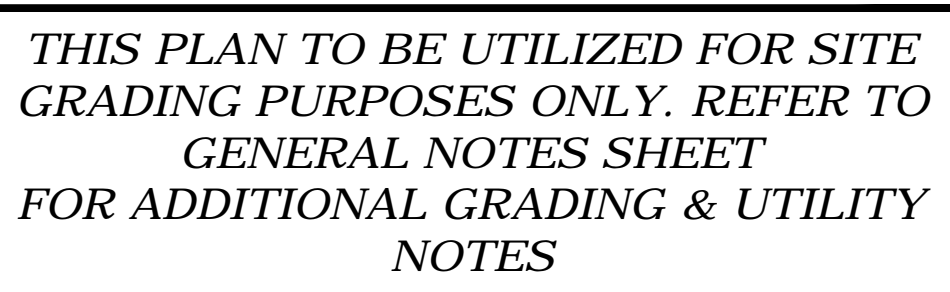 THIS PLAN TO BE UTILIZED FOR SITE
GRADING PURPOSES ONLY. REFER TO
GENERAL NOTES SHEET
FOR ADDITIONAL GRADING & UTILITY
NOTES